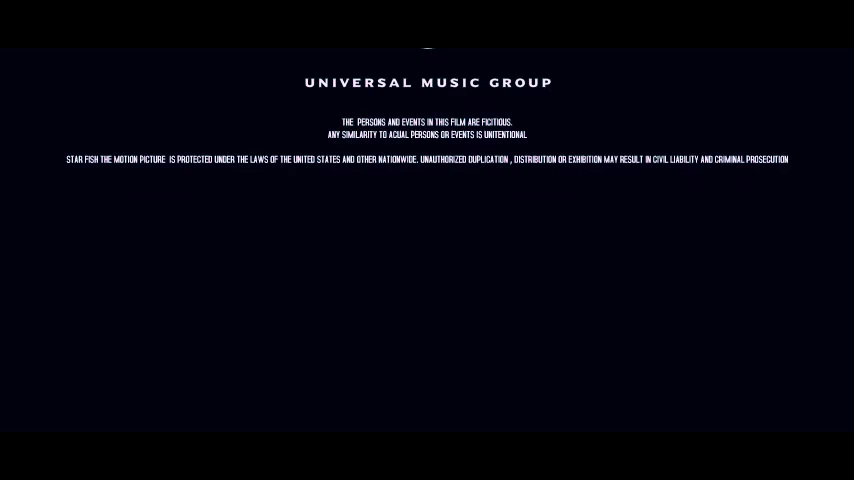 UNIVERSAL MUSIC GROUP
THE PERSONS AND EVENTS IN THIS FILM ARE FICITIOUS.
ANY SIMILARITY TO ACUAL PERSONS OR EVENTS IS UNITENTIONAL
STAR FISH THE MOTION PICTURE IS PROTECTED UNDER THE LAWS OF THE UNITED STATES AND OTHER NATIONWIDE. UNAUTHORIZED DUPLICATION , DISTRIBUTION OR EXHIBITION MAY RESULT IN CIVIL LIABILITY AND CRIMINAL PROSECUTION